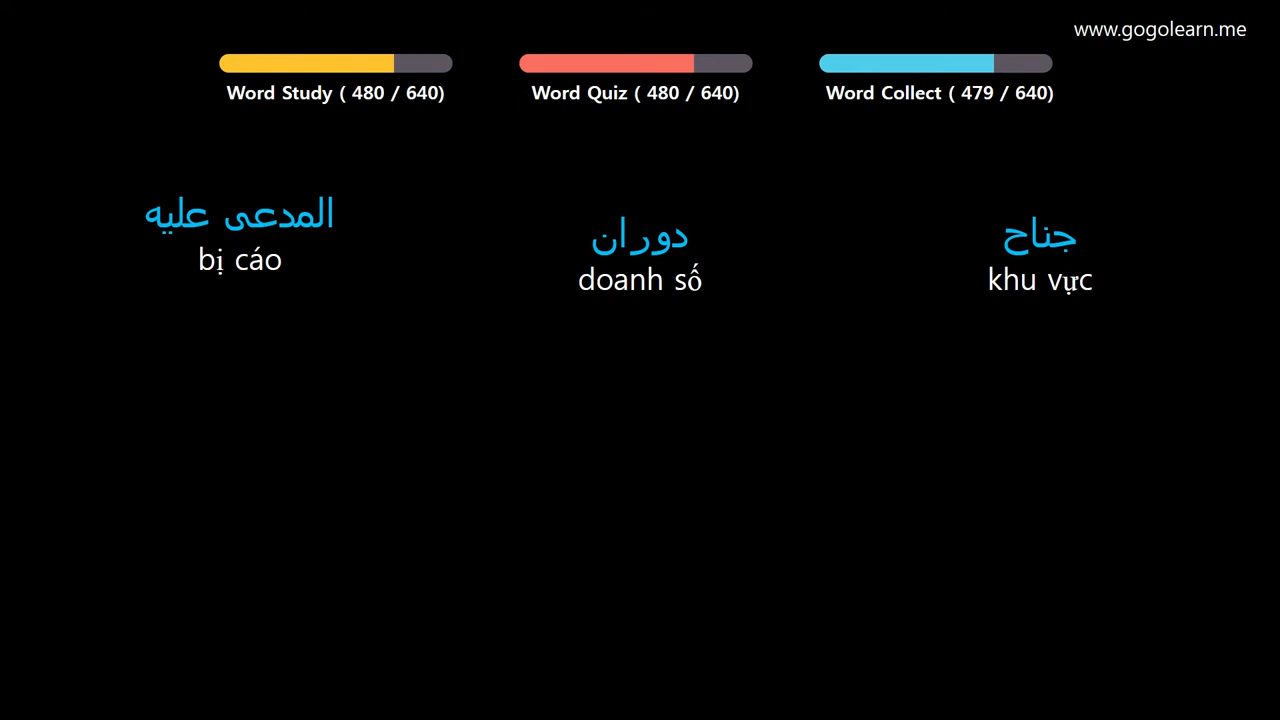 www.gogolearn.me
Word Study ( 480 / 640)
Word Quiz ( 480 / 640)
Word Collect ( 479 / 640)
المدعى عليه
bị cáo
دوران
doanh số
جناح
khu vực